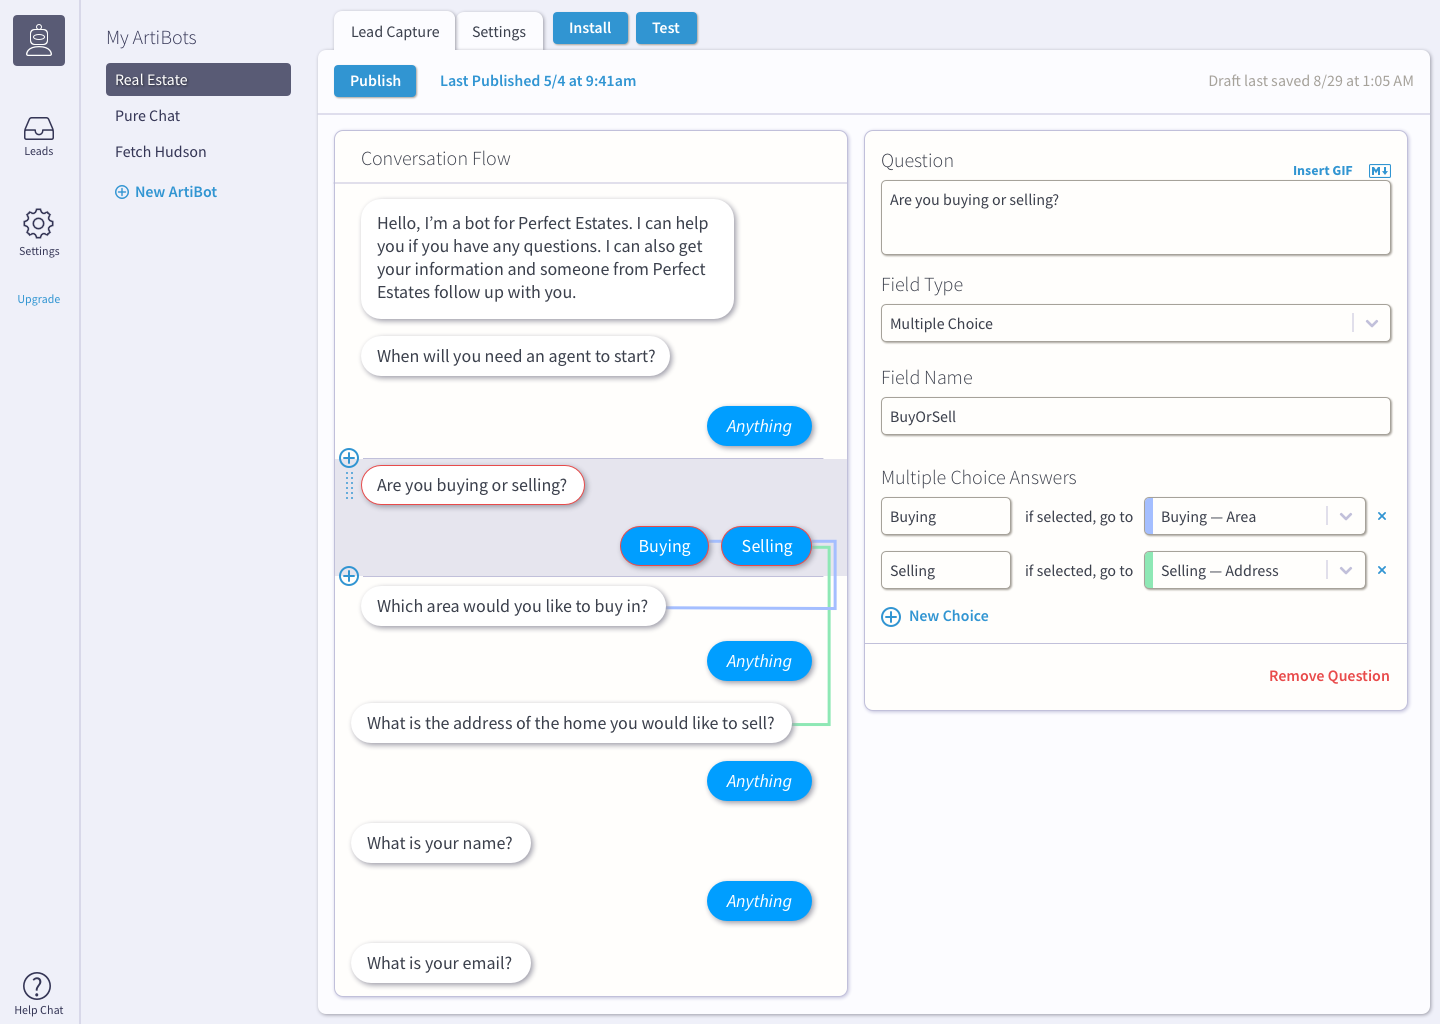 Leads
Settings
Upgrade
Help Chat
My ArtiBots
Real Estate
Pure Chat
Fetch Hudson
New ArtiBot
Lead Capture
Settings
Install
Test
Publish
Last Published 5/4 at 9:41am
Draft last saved 8/29 at 1:05 AM
Conversation Flow
Hello, I’m a bot for Perfect Estates. I can help
you if you have any questions. I can also get
your information and someone from Perfect
Estates follow up with you.
When will you need an agent to start?
Anything
Are you buying or selling?
Buying
Selling
Which area would you like to buy in?
Anything
What is the address of the home you would like to sell?
Anything
What is your name?
Anything
What is your email?
Question
Insert GIF
M
Are you buying or selling?
Field Type
Multiple Choice
Field Name
BuyOrSell
Multiple Choice Answers
Buying if selected, go to Buying — Area
Selling if selected, go to Selling — Address
New Choice
Remove Question